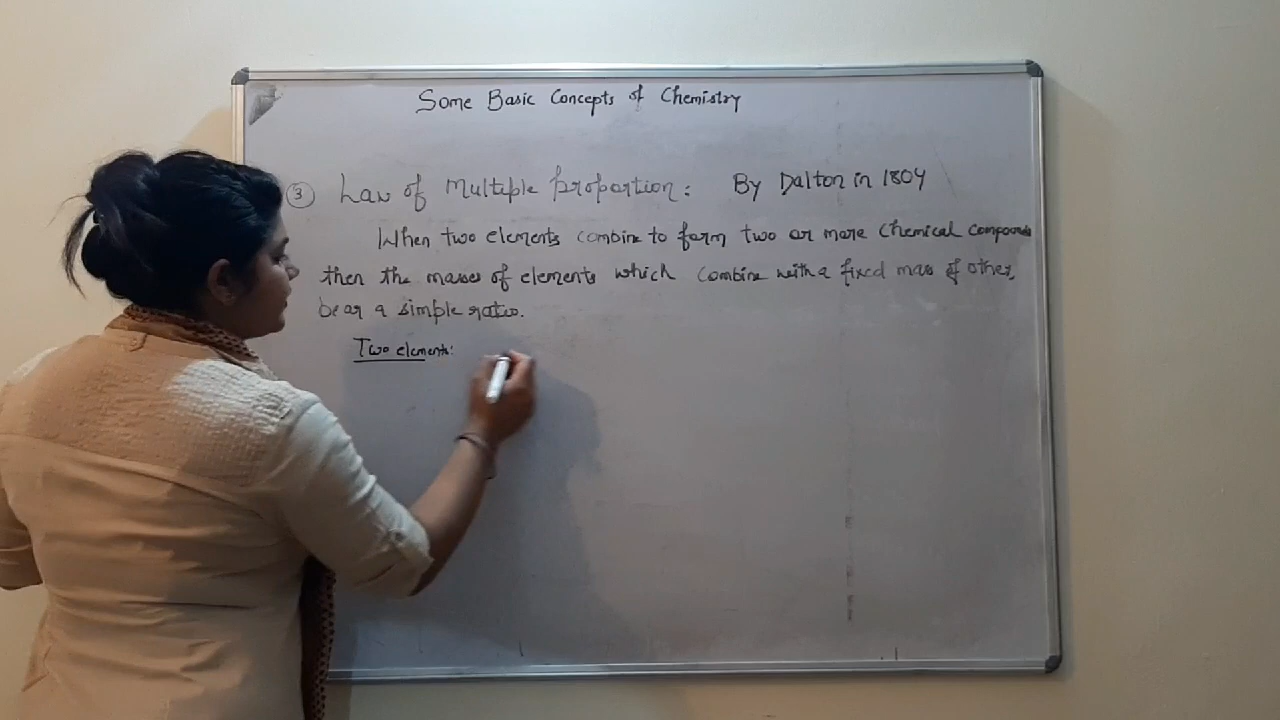 Some Basic Concepts of Chemistry
3 Law of Multiple Proportion: By Dalton in 1804
When two elements combine to form two or more chemical compounds
then the masses of elements which combine with a fixed mass of other,
bear a simple ratio.
Two elements: